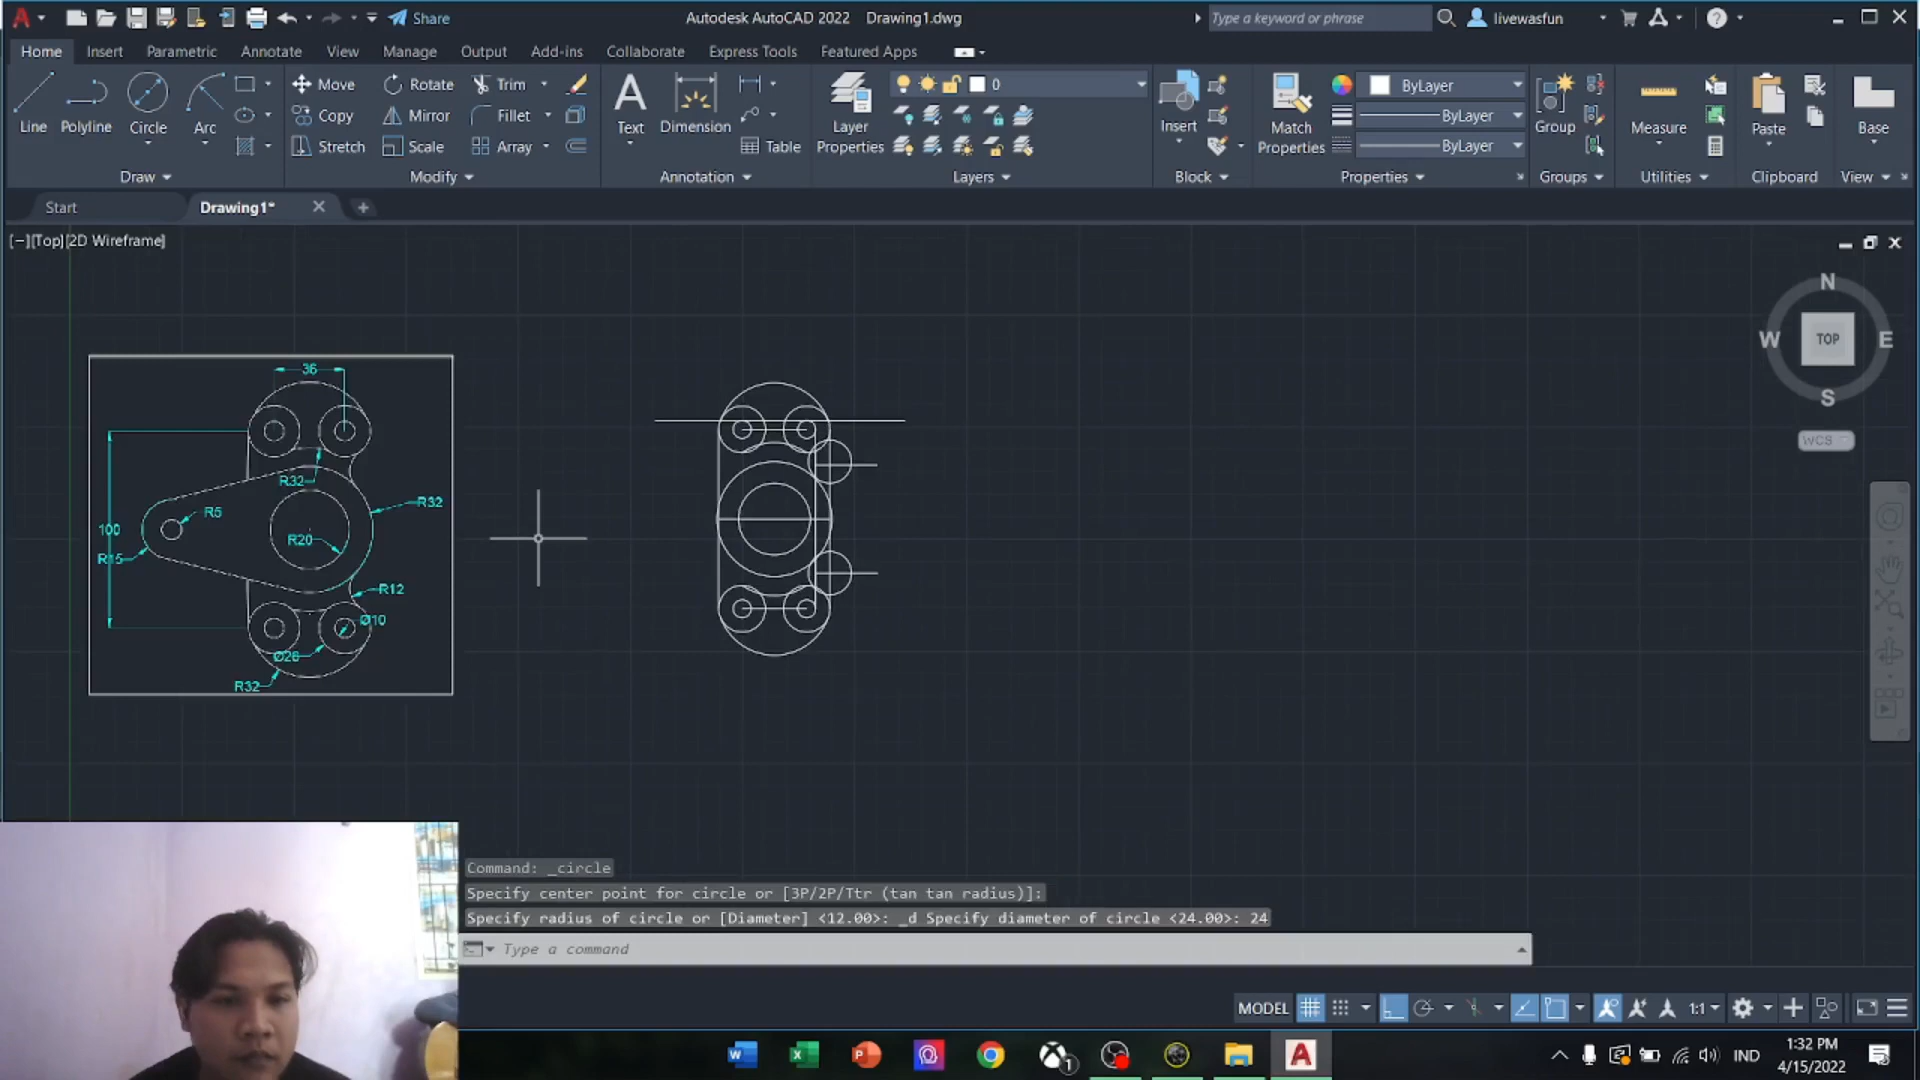 Share
Autodesk AutoCAD 2022 Drawing1.dwg
Type a keyword or phrase
livewasfun
Home Insert Parametric Annotate View Manage Output Add-ins Collaborate Express Tools Featured Apps
Line Polyline Circle Arc
Move Rotate Trim
Copy Mirror Fillet
Stretch Scale Array
Text Dimension Table
Layer Properties
0
Insert
Match Properties
ByLayer
ByLayer
ByLayer
Group Measure Paste Base
Draw Modify Annotation Layers Block Properties Groups Utilities Clipboard View
Start Drawing1*
[−][Top][2D Wireframe]
N
W TOP E
S
WCS
36
R32
R32
R5
100
R20
R15
R12
Ø10
R32
Command: _circle
Specify center point for circle or [3P/2P/Ttr (tan tan radius)]:
Specify radius of circle or [Diameter] <12.00>: _d Specify diameter of circle <24.00>: 24
Type a command
MODEL 1:1
IND
1:32 PM
4/15/2022